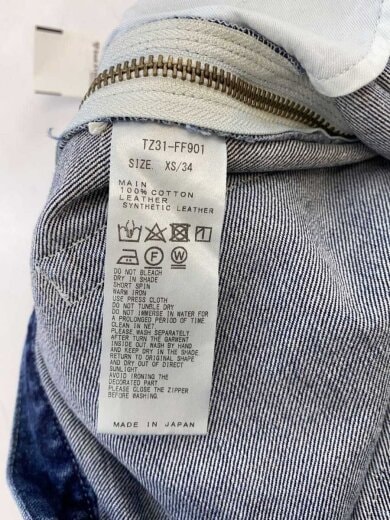 TZ31-FF901
SIZE. XS/34
MAIN
100% COTTON
LEATHER
SYNTHETIC LEATHER
F W
DO NOT BLEACH
DRY IN SHADE
SHORT SPIN
WARM IRON
USE PRESS CLOTH
DO NOT TUMBLE DRY
DO NOT IMMERSE IN WATER FOR
A PROLONGED PERIOD OF TIME
CLEAN IN NET
PLEASE WASH SEPARATELY
AFTER TURN THE GARMENT
INSIDE OUT WASH BY HAND
AND KEEP DRY IN THE SHADE
RETURN TO ORIGINAL SHAPE
AND DRY OUT OF DIRECT
SUNLIGHT
AVOID IRONING THE
DECORATED PART
PLEASE CLOSE THE ZIPPER
BEFORE WASHING.
MADE IN JAPAN